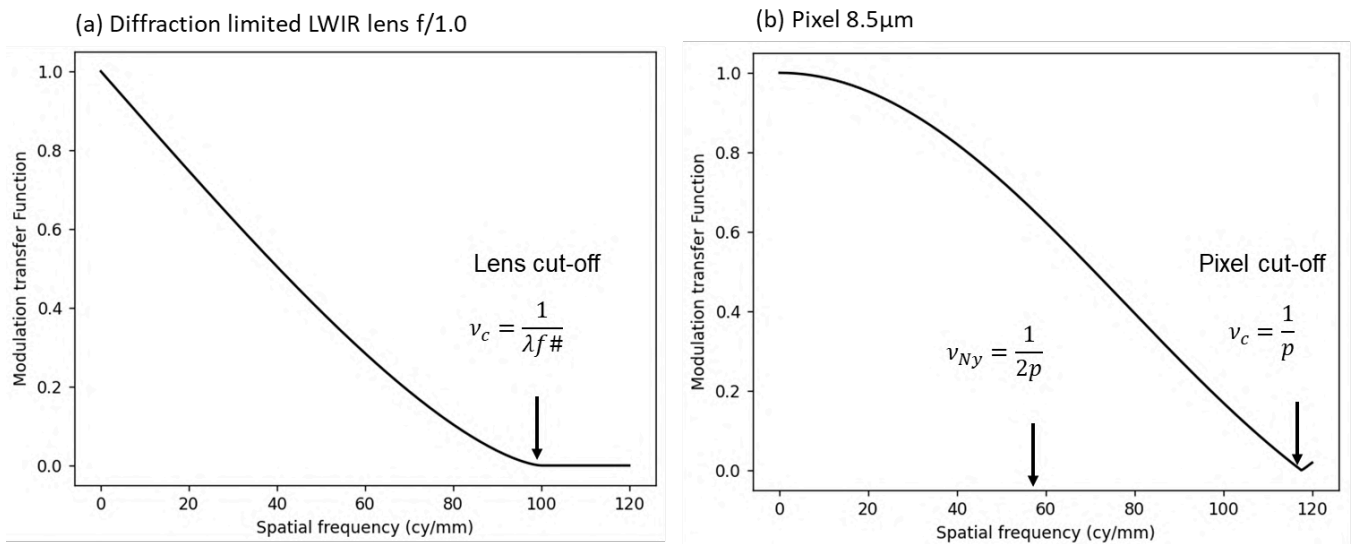 (a) Diffraction limited LWIR lens f/1.0
1.0
0.8
0.6
0.4
0.2
0.0
Modulation transfer Function
Lens cut-off
ν_c = 1/(λf#)
0 20 40 60 80 100 120
Spatial frequency (cy/mm)
(b) Pixel 8.5μm
1.0
0.8
0.6
0.4
0.2
0.0
Modulation transfer Function
Pixel cut-off
ν_c = 1/p
ν_Ny = 1/(2p)
0 20 40 60 80 100 120
Spatial frequency (cy/mm)